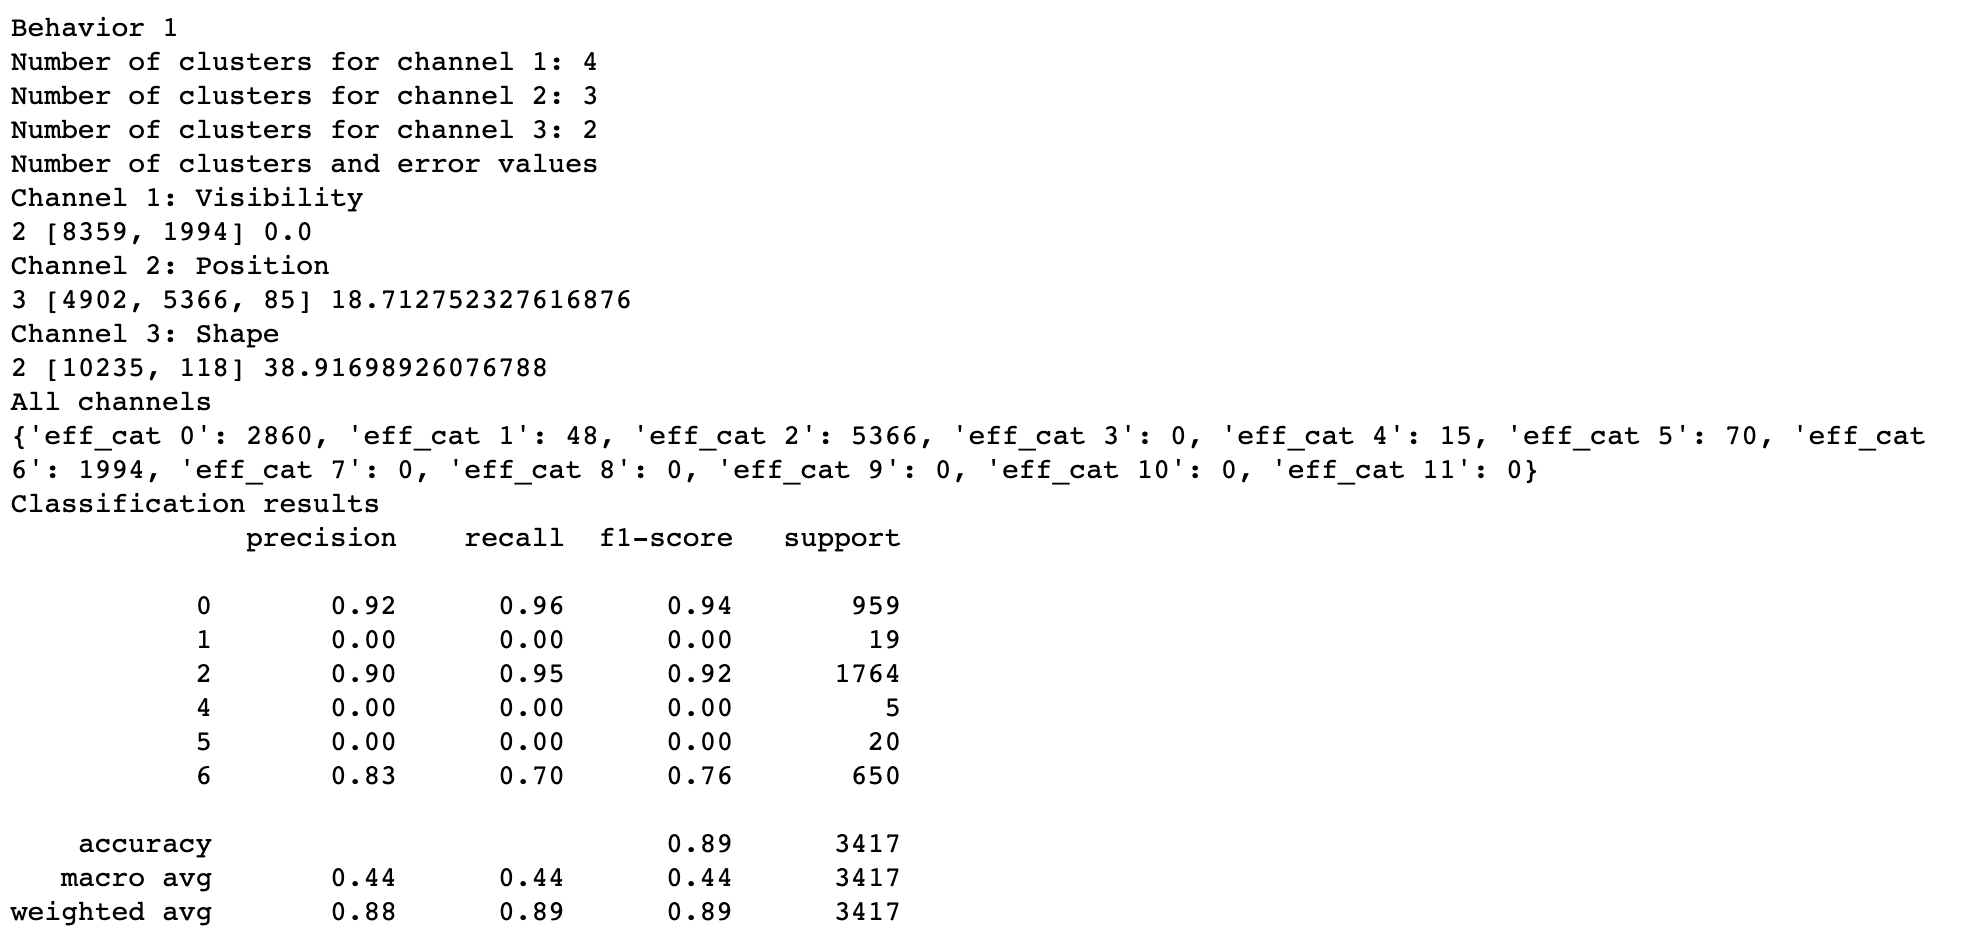 Behavior 1
Number of clusters for channel 1: 4
Number of clusters for channel 2: 3
Number of clusters for channel 3: 2
Number of clusters and error values
Channel 1: Visibility
2 [8359, 1994] 0.0
Channel 2: Position
3 [4902, 5366, 85] 18.712752327616876
Channel 3: Shape
2 [10235, 118] 38.91698926076788
All channels
{'eff_cat 0': 2860, 'eff_cat 1': 48, 'eff_cat 2': 5366, 'eff_cat 3': 0, 'eff_cat 4': 15, 'eff_cat 5': 70, 'eff_cat
6': 1994, 'eff_cat 7': 0, 'eff_cat 8': 0, 'eff_cat 9': 0, 'eff_cat 10': 0, 'eff_cat 11': 0}
Classification results
precision recall f1-score support
0 0.92 0.96 0.94 959
1 0.00 0.00 0.00 19
2 0.90 0.95 0.92 1764
4 0.00 0.00 0.00 5
5 0.00 0.00 0.00 20
6 0.83 0.70 0.76 650
accuracy 0.89 3417
macro avg 0.44 0.44 0.44 3417
weighted avg 0.88 0.89 0.89 3417